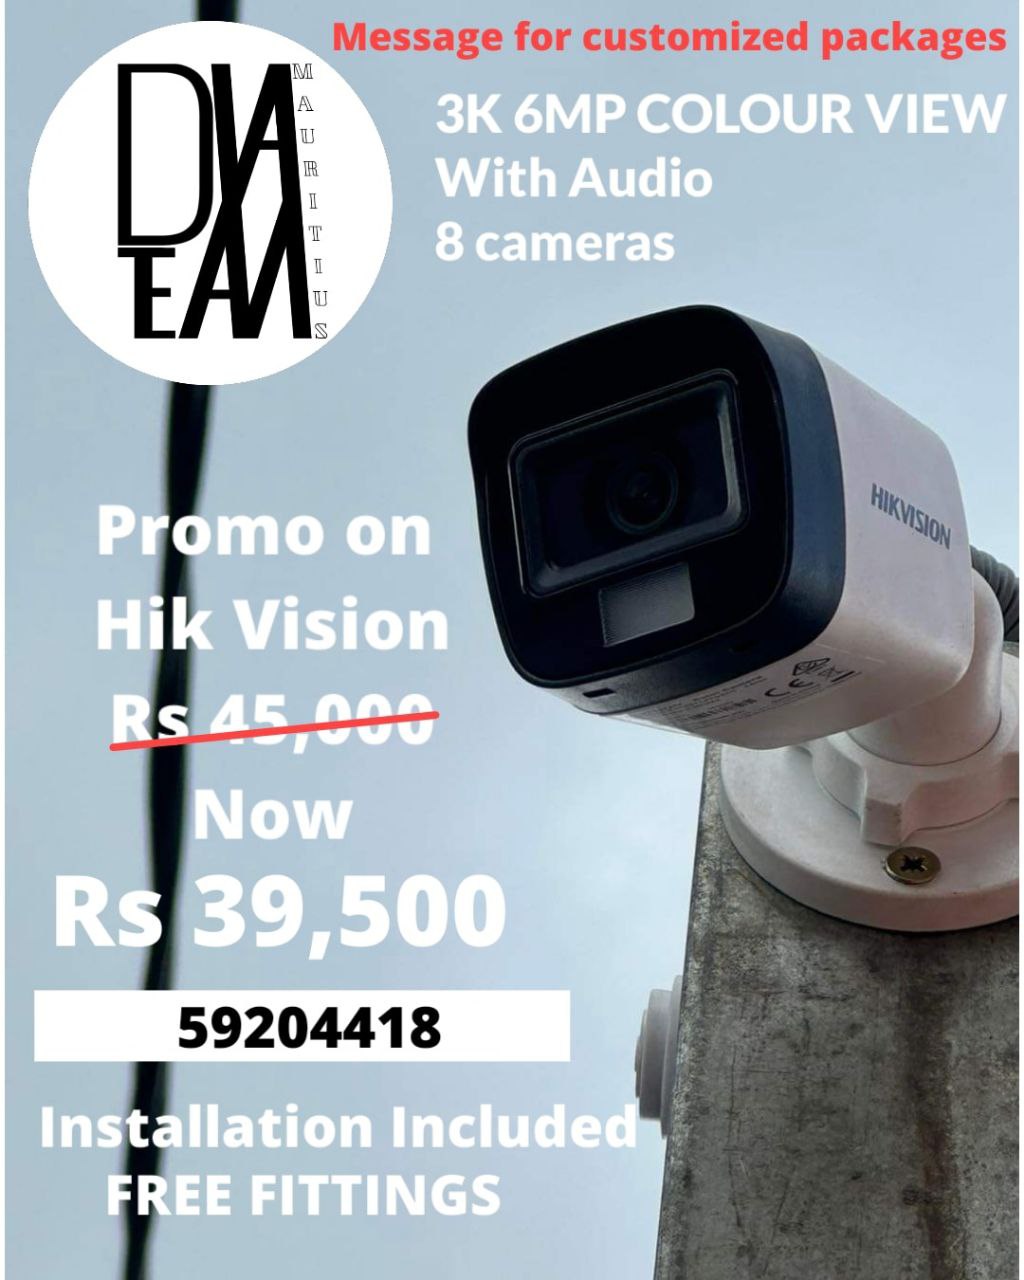 Message for customized packages
DNA
TEAM
MAURITIUS
3K 6MP COLOUR VIEW
With Audio
8 cameras
HIKVISION
Promo on
Hik Vision
Rs 45,000
Now
Rs 39,500
59204418
Installation Included
FREE FITTINGS